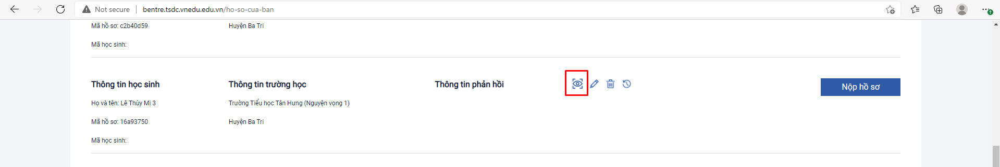 Not secure | bentre.tsdc.vnedu.edu.vn/ho-so-cua-ban
Mã hồ sơ: c2b40d59
Huyện Ba Tri
Mã học sinh:
Thông tin học sinh
Thông tin trường học
Thông tin phản hồi
Nộp hồ sơ
Họ và tên: Lê Thùy Mị 3
Trường Tiểu học Tân Hưng (Nguyện vọng 1)
Mã hồ sơ: 16a93750
Huyện Ba Tri
Mã học sinh: